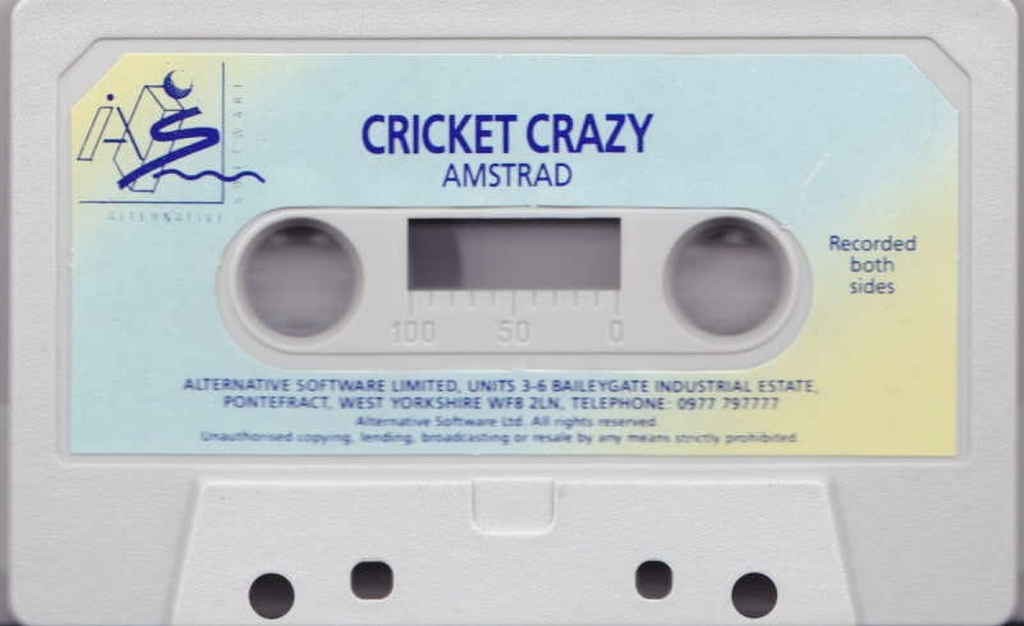 CRICKET CRAZY
AMSTRAD
SOFTWARE
ALTERNATIVE
Recorded
both
sides
100 50 0
ALTERNATIVE SOFTWARE LIMITED, UNITS 3-6 BAILEYGATE INDUSTRIAL ESTATE,
PONTEFRACT, WEST YORKSHIRE WF8 2LN, TELEPHONE: 0977 797777
Alternative Software Ltd. All rights reserved.
Unauthorised copying, lending, broadcasting or resale by any means strictly prohibited.